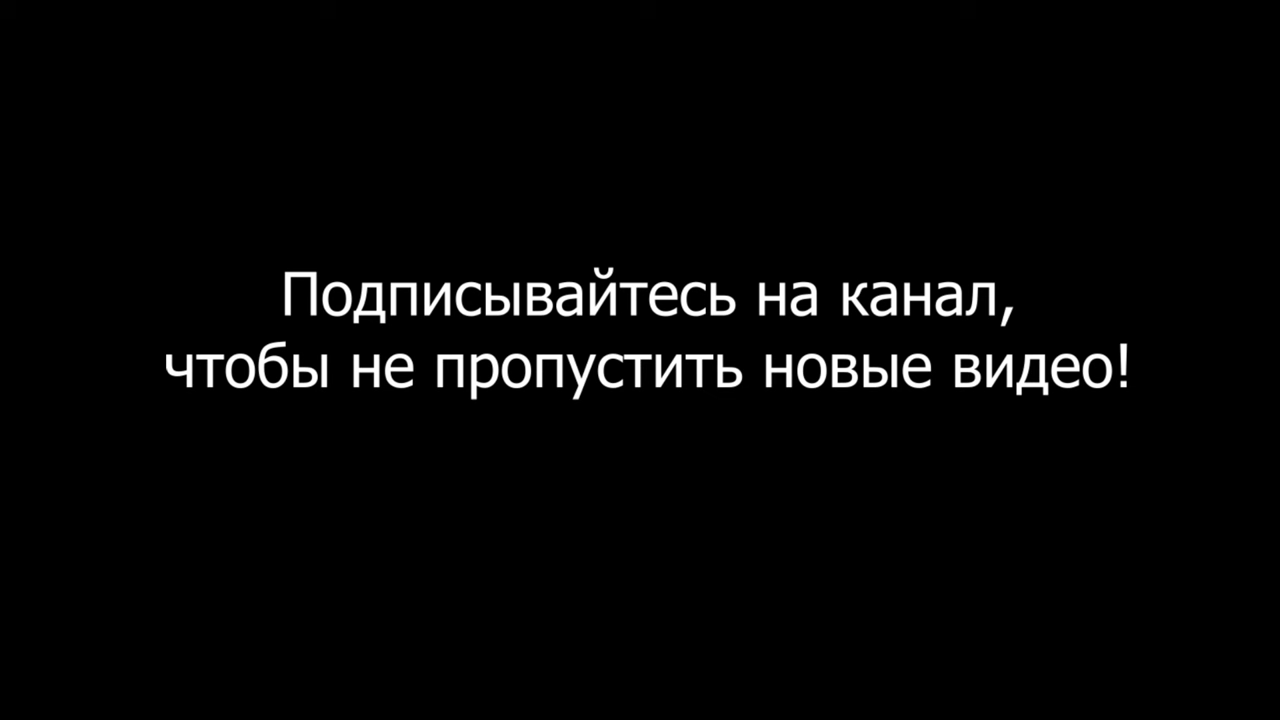 Подписывайтесь на канал,
чтобы не пропустить новые видео!